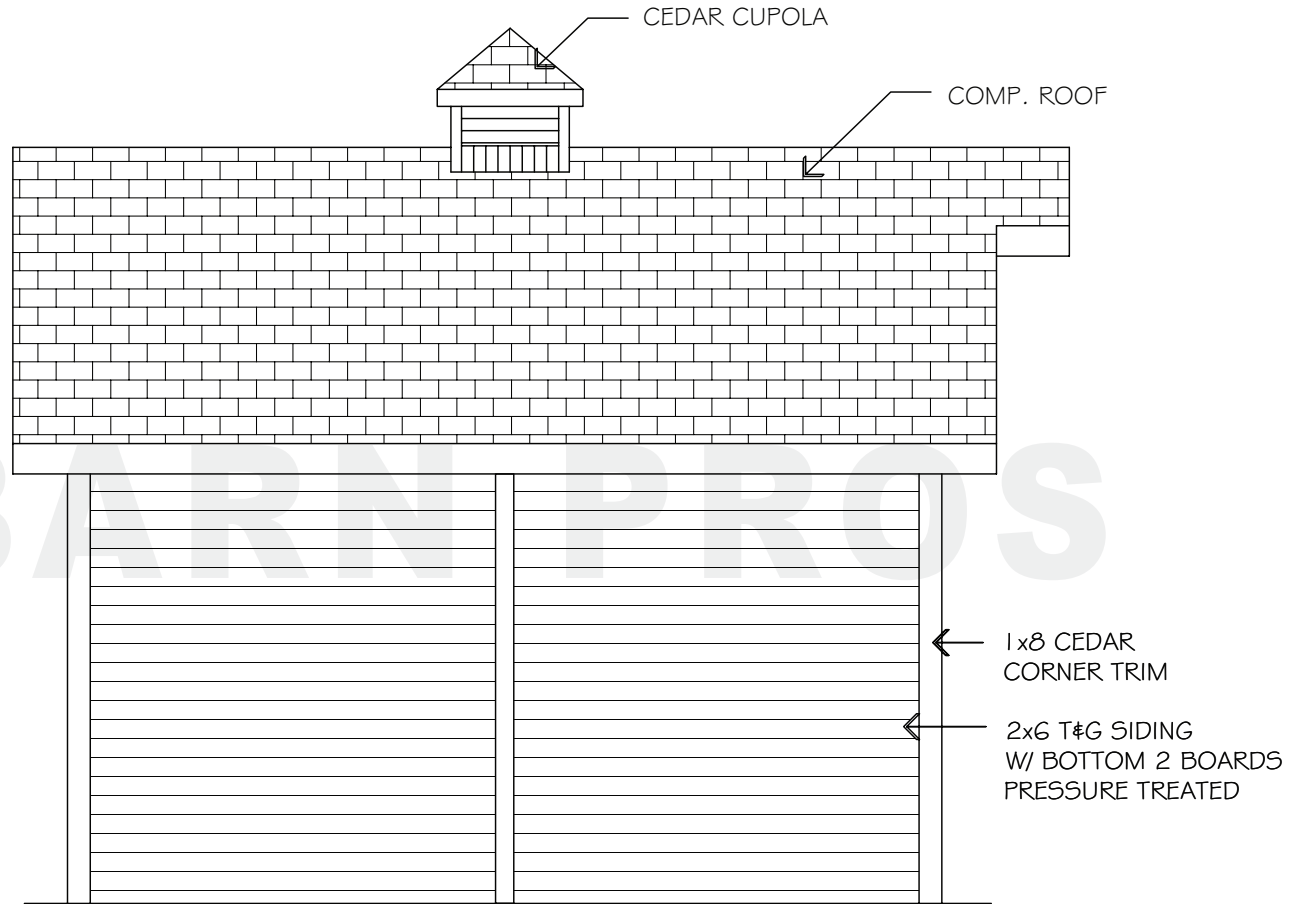 CEDAR CUPOLA
COMP. ROOF
BARN PROS
1x8 CEDAR
CORNER TRIM
2x6 T&G SIDING
W/ BOTTOM 2 BOARDS
PRESSURE TREATED